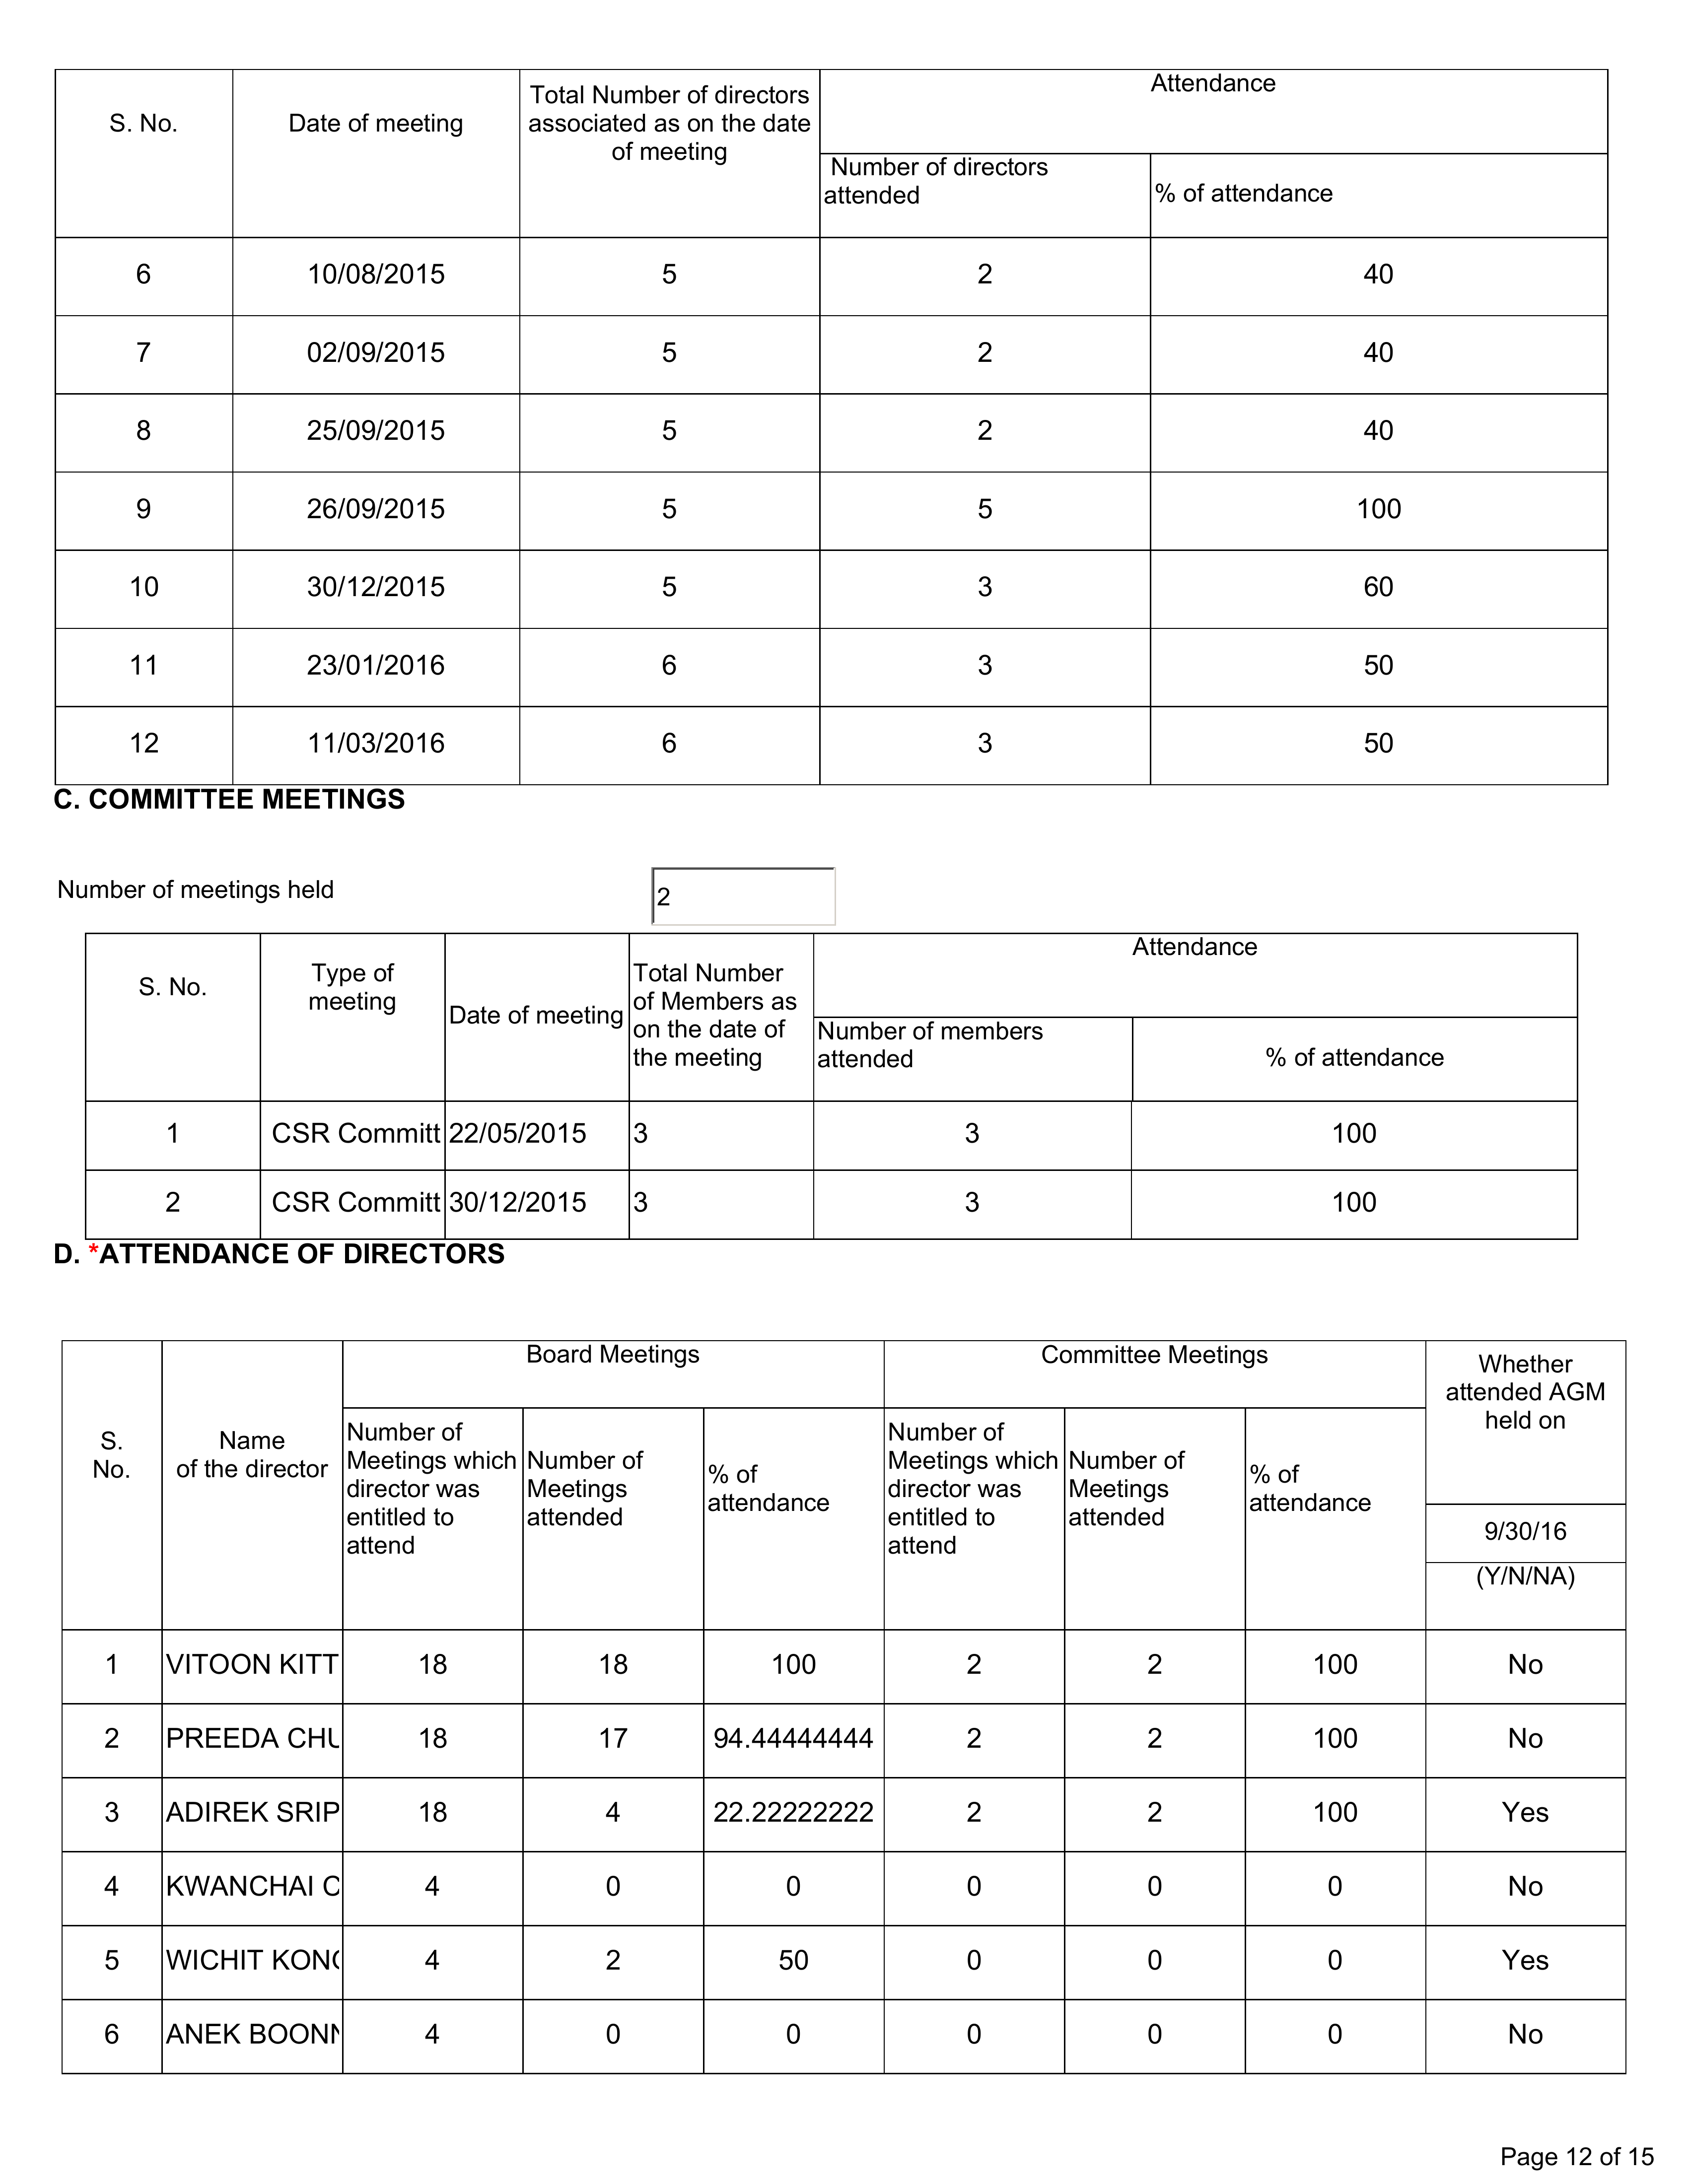 S. No.
Date of meeting
Total Number of directors
associated as on the date
of meeting
Attendance
Number of directors
attended
% of attendance
6 10/08/2015 5 2 40
7 02/09/2015 5 2 40
8 25/09/2015 5 2 40
9 26/09/2015 5 5 100
10 30/12/2015 5 3 60
11 23/01/2016 6 3 50
12 11/03/2016 6 3 50
C. COMMITTEE MEETINGS
Number of meetings held 2
S. No.
Type of
meeting
Date of meeting
Total Number
of Members as
on the date of
the meeting
Attendance
Number of members
attended
% of attendance
1 CSR Committ 22/05/2015 3 3 100
2 CSR Committ 30/12/2015 3 3 100
D. *ATTENDANCE OF DIRECTORS
S.
No.
Name
of the director
Board Meetings
Number of
Meetings which
director was
entitled to
attend
Number of
Meetings
attended
% of
attendance
Committee Meetings
Number of
Meetings which
director was
entitled to
attend
Number of
Meetings
attended
% of
attendance
Whether
attended AGM
held on
9/30/16
(Y/N/NA)
1 VITOON KITT 18 18 100 2 2 100 No
2 PREEDA CHU 18 17 94.44444444 2 2 100 No
3 ADIREK SRIP 18 4 22.22222222 2 2 100 Yes
4 KWANCHAI C 4 0 0 0 0 0 No
5 WICHIT KONG 4 2 50 0 0 0 Yes
6 ANEK BOONN 4 0 0 0 0 0 No
Page 12 of 15